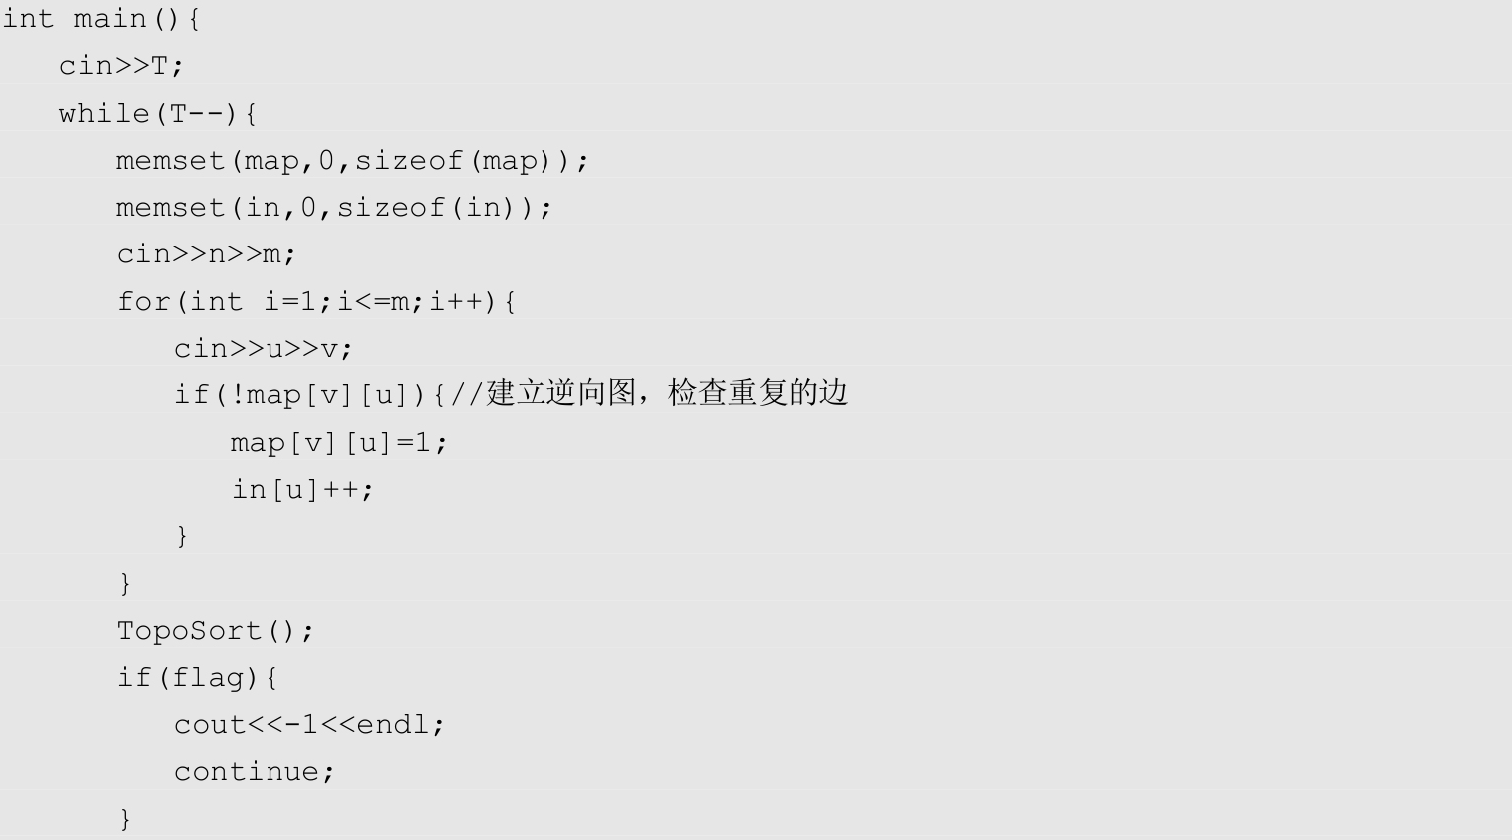 int main(){
cin>>T;
while(T--){
memset(map,0,sizeof(map));
memset(in,0,sizeof(in));
cin>>n>>m;
for(int i=1;i<=m;i++){
cin>>u>>v;
if(!map[v][u]){//建立逆向图，检查重复的边
map[v][u]=1;
in[u]++;
}
}
TopoSort();
if(flag){
cout<<-1<<endl;
continue;
}